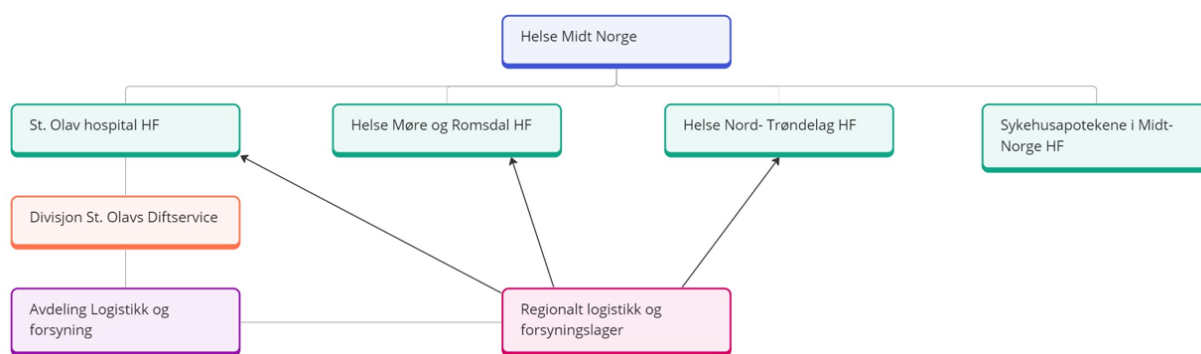 Helse Midt Norge
St. Olav hospital HF
Helse Møre og Romsdal HF
Helse Nord- Trøndelag HF
Sykehusapotekene i Midt-
Norge HF
Divisjon St. Olavs Diftservice
Avdeling Logistikk og
forsyning
Regionalt logistikk og
forsyningslager